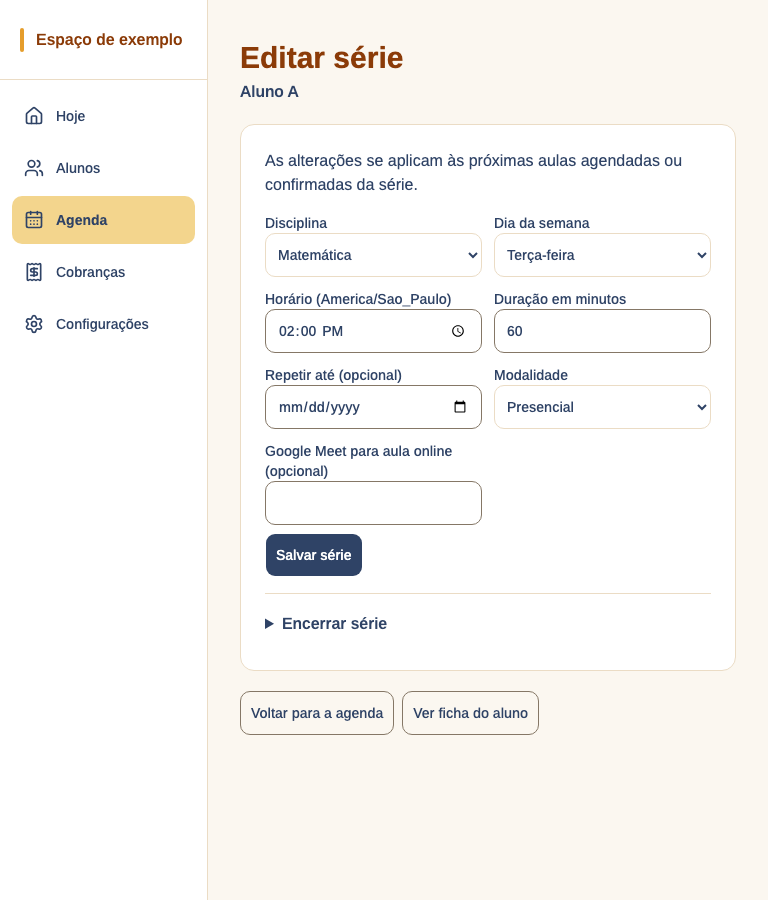 Espaço de exemplo
Hoje
Alunos
Agenda
Cobranças
Configurações
Editar série
Aluno A
As alterações se aplicam às próximas aulas agendadas ou
confirmadas da série.
Disciplina
Dia da semana
Matemática
Terça-feira
Horário (America/Sao_Paulo)
Duração em minutos
02:00 PM
60
Repetir até (opcional)
Modalidade
mm/dd/yyyy
Presencial
Google Meet para aula online
(opcional)
Salvar série
Encerrar série
Voltar para a agenda
Ver ficha do aluno